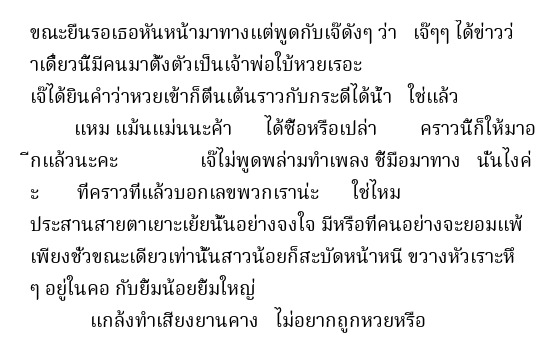 ขณะยืนรอเธอหันหน้ามาทางแต่พูดกับเจ๊ดังๆ ว่า เจ๊ๆๆ ได้ข่าวว่
าเดี๋ยวนี้มีคนมาตั้งตัวเป็นเจ้าพ่อใบ้หวยเรอะ
เจ๊ได้ยินคำว่าหวยเข้าก็ตื่นเต้นราวกับกระดี่ได้น้ำ ใช่แล้ว
แหม แม้นแม่นนะค้า ได้ซื้อหรือเปล่า คราวนี้ก็ให้มาอ
ีกแล้วนะคะ เจ๊ไม่พูดพล่ามทำเพลง ชี้มือมาทาง นั่นไงค่
ะ ที่คราวที่แล้วบอกเลขพวกเราน่ะ ใช่ไหม
ประสานสายตาเยาะเย้ยนั้นอย่างจงใจ มีหรือที่คนอย่างจะยอมแพ้
เพียงชั่วขณะเดียวเท่านั้นสาวน้อยก็สะบัดหน้าหนี ขวางหัวเราะหึ
ๆ อยู่ในคอ กับยิ้มน้อยยิ้มใหญ่
แกล้งทำเสียงยานคาง ไม่อยากถูกหวยหรือ